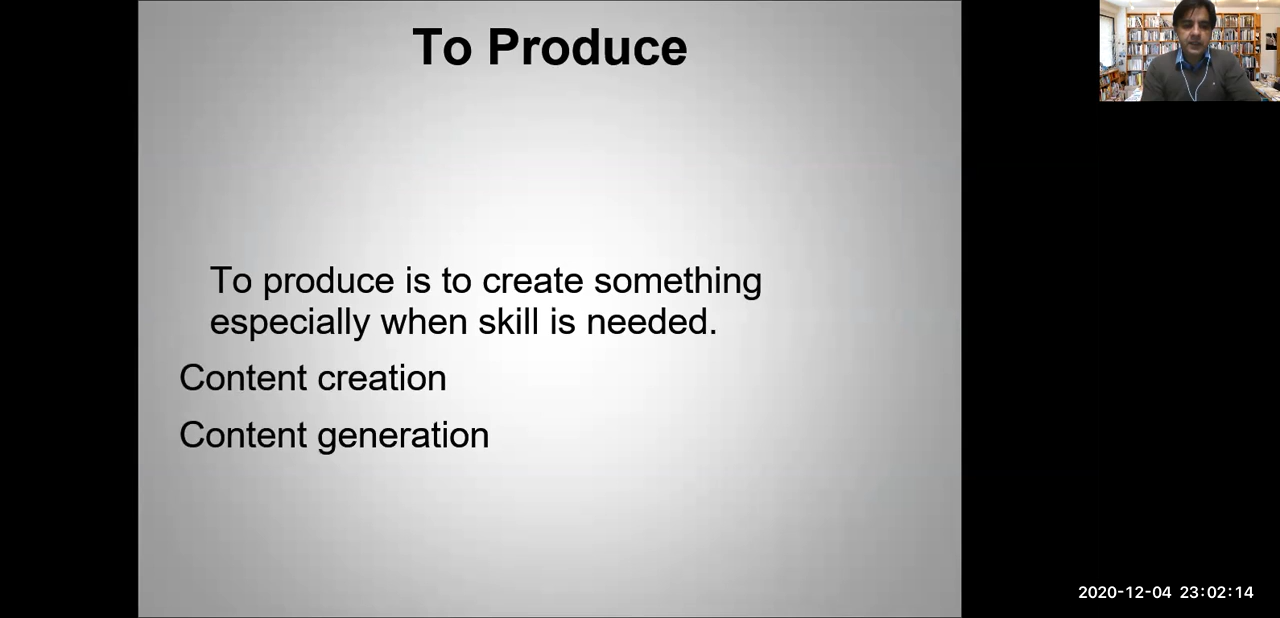 To Produce
To produce is to create something
especially when skill is needed.
Content creation
Content generation
2020-12-04 23:02:14